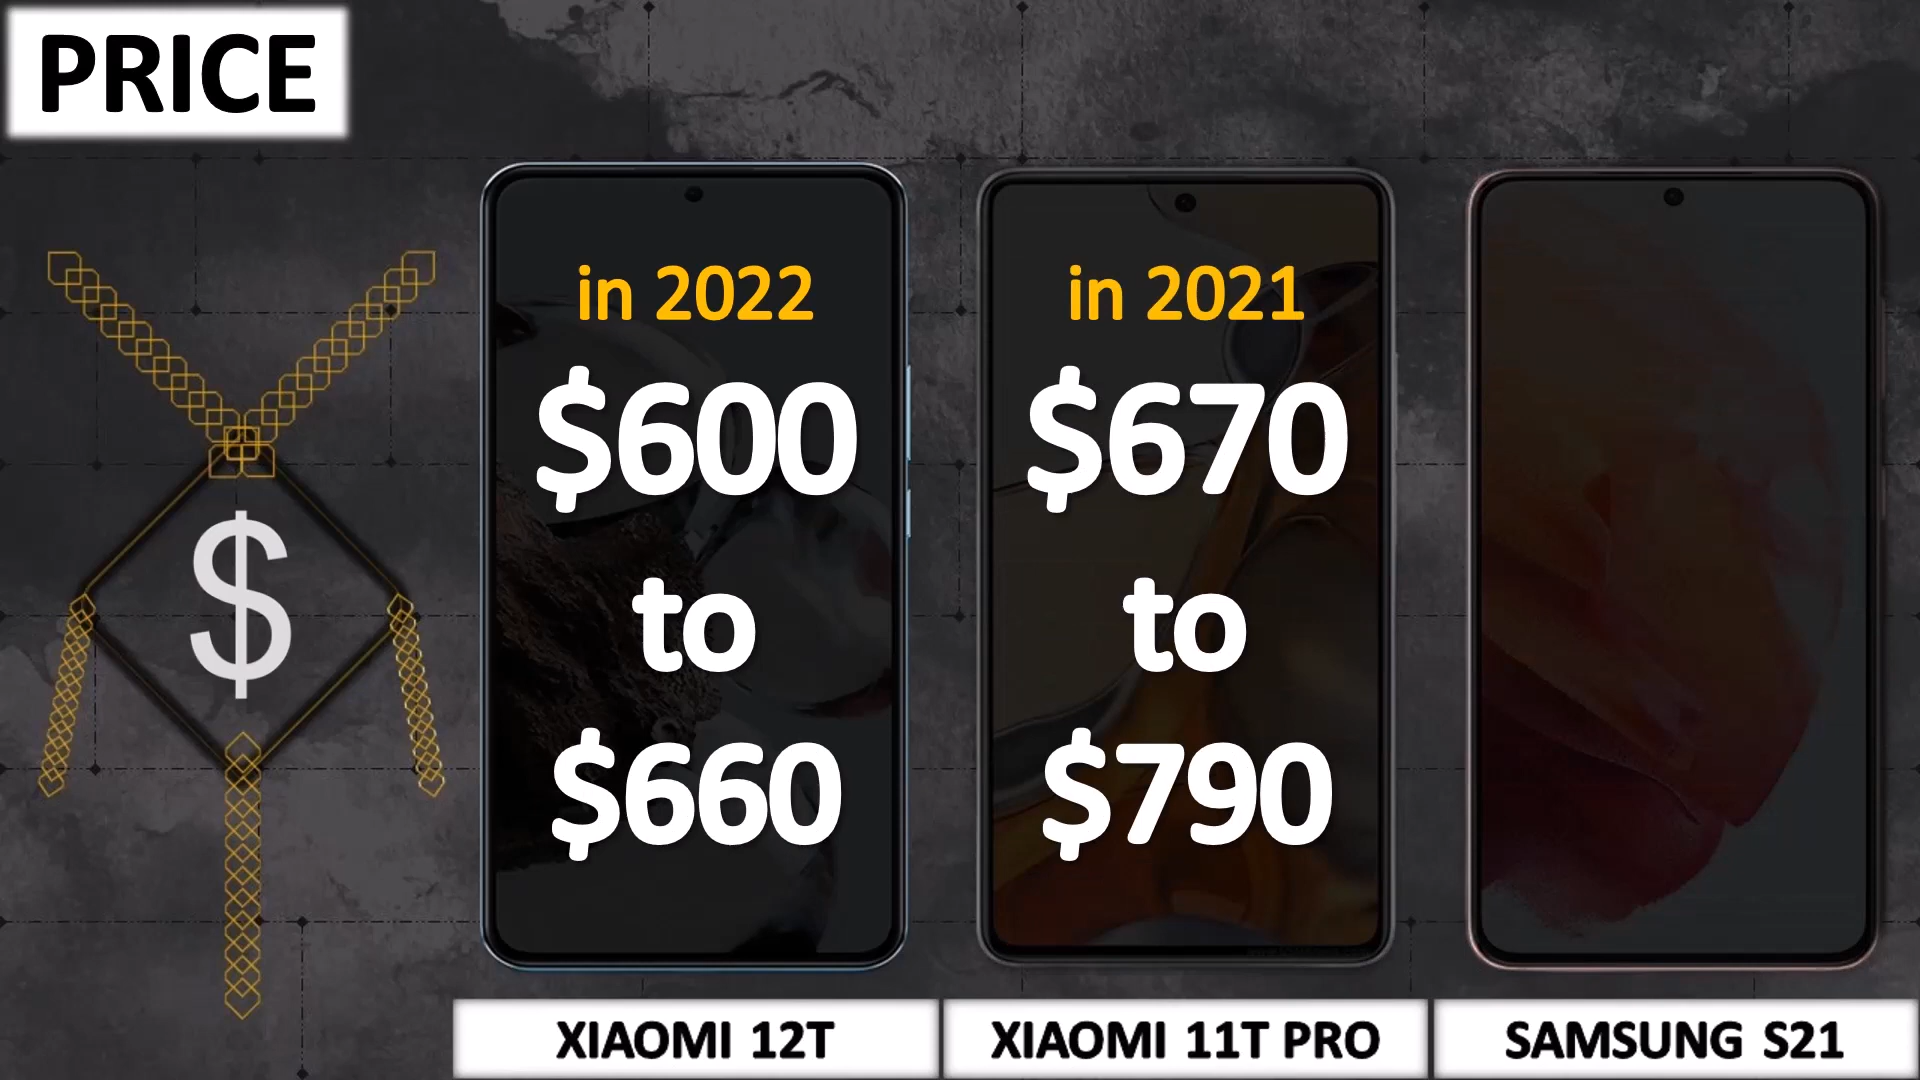 PRICE
in 2022
$600
to
$660
in 2021
$670
to
$790
$
XIAOMI 12T
XIAOMI 11T PRO
SAMSUNG S21